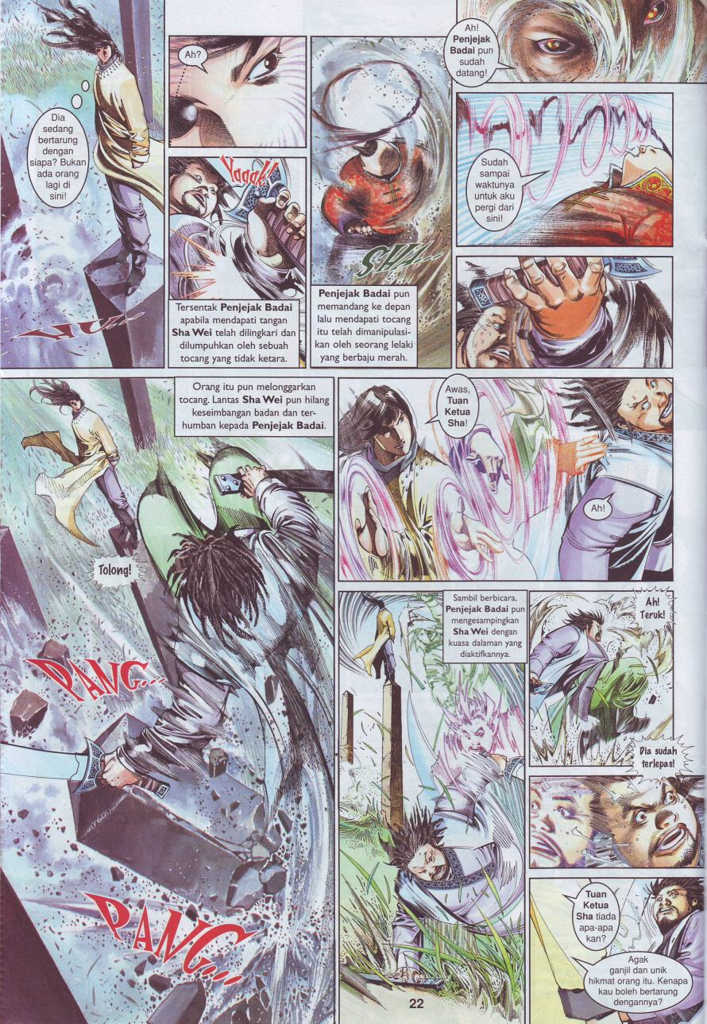 Dia
sedang
bertarung
dengan
siapa? Bukan
ada orang
lagi di
sini!
HU...
Ah?
Yaaah!
Tersentak Penjejak Badai
apabila mendapati tangan
Sha Wei telah dilingkari dan
dilumpuhkan oleh sebuah
tocang yang tidak ketara.
Penjejak Badai pun
memandang ke depan
lalu mendapati tocang
itu telah dimanipulasi-
kan oleh seorang lelaki
yang berbaju merah.
Ah!
Penjejak
Badai pun
sudah
datang!
Sudah
sampai
waktunya
untuk aku
pergi dari
sini!
Orang itu pun melonggarkan
tocang. Lantas Sha Wei pun hilang
keseimbangan badan dan ter-
humban kepada Penjejak Badai.
Tolong!
PANG...
PANG...
Awas,
Tuan
Ketua
Sha!
Ah!
Sambil berbicara,
Penjejak Badai pun
mengesampingkan
Sha Wei dengan
kuasa dalaman yang
diaktifkannya.
Ah!
Teruk!
Dia sudah
terlepas!
Tuan
Ketua
Sha tiada
apa-apa
kan?
Agak
ganjil dan unik
hikmat orang itu. Kenapa
kau boleh bertarung
dengannya?
22